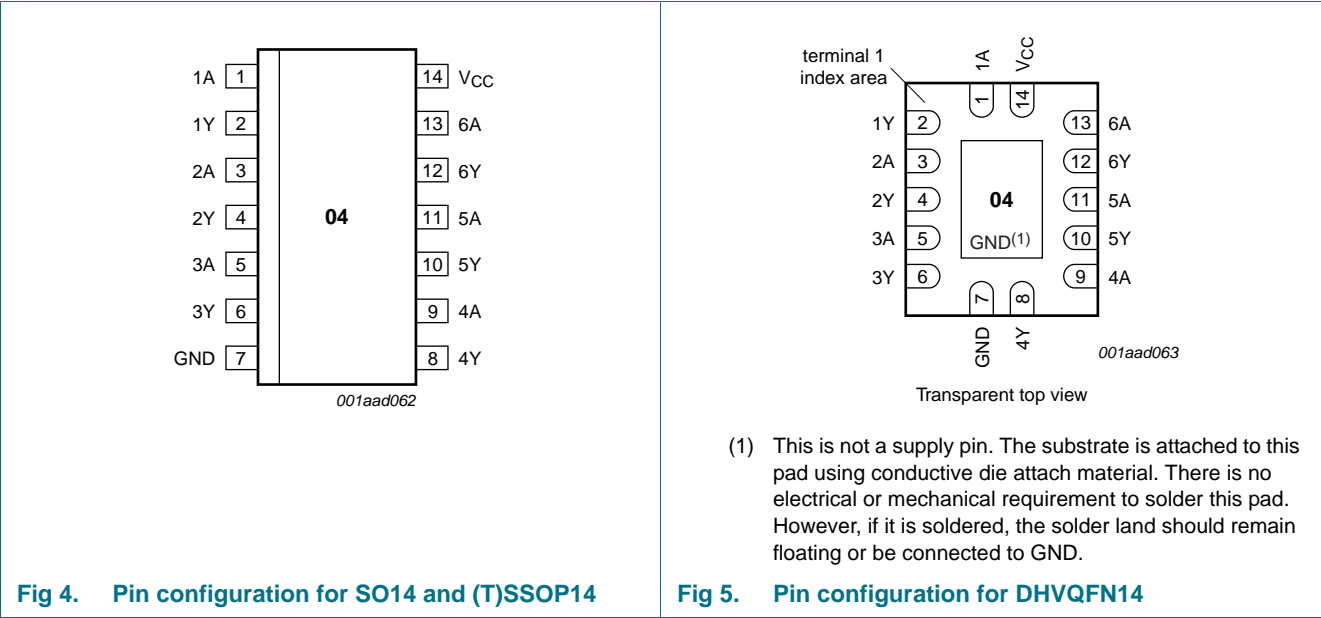 1A 1 14 VCC
1Y 2 13 6A
2A 3 12 6Y
2Y 4 04 11 5A
3A 5 10 5Y
3Y 6 9 4A
GND 7 8 4Y
001aad062
Fig 4. Pin configuration for SO14 and (T)SSOP14
terminal 1
index area
1A VCC
1 14
1Y 2 13 6A
2A 3 12 6Y
2Y 4 04 11 5A
3A 5 GND(1) 10 5Y
3Y 6 9 4A
7 8
GND 4Y
001aad063
Transparent top view
(1) This is not a supply pin. The substrate is attached to this
pad using conductive die attach material. There is no
electrical or mechanical requirement to solder this pad.
However, if it is soldered, the solder land should remain
floating or be connected to GND.
Fig 5. Pin configuration for DHVQFN14